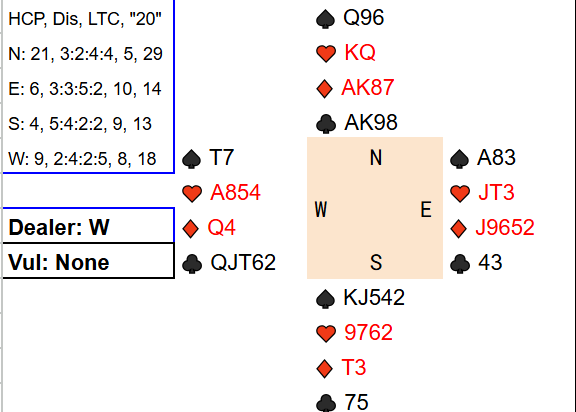 HCP, Dis, LTC, "20"
N: 21, 3:2:4:4, 5, 29
E: 6, 3:3:5:2, 10, 14
S: 4, 5:4:2:2, 9, 13
W: 9, 2:4:2:5, 8, 18
Dealer: W
Vul: None
♠ Q96
♥ KQ
♦ AK87
♣ AK98
♠ T7
♥ A854
♦ Q4
♣ QJT62
N
W E
S
♠ A83
♥ JT3
♦ J9652
♣ 43
♠ KJ542
♥ 9762
♦ T3
♣ 75